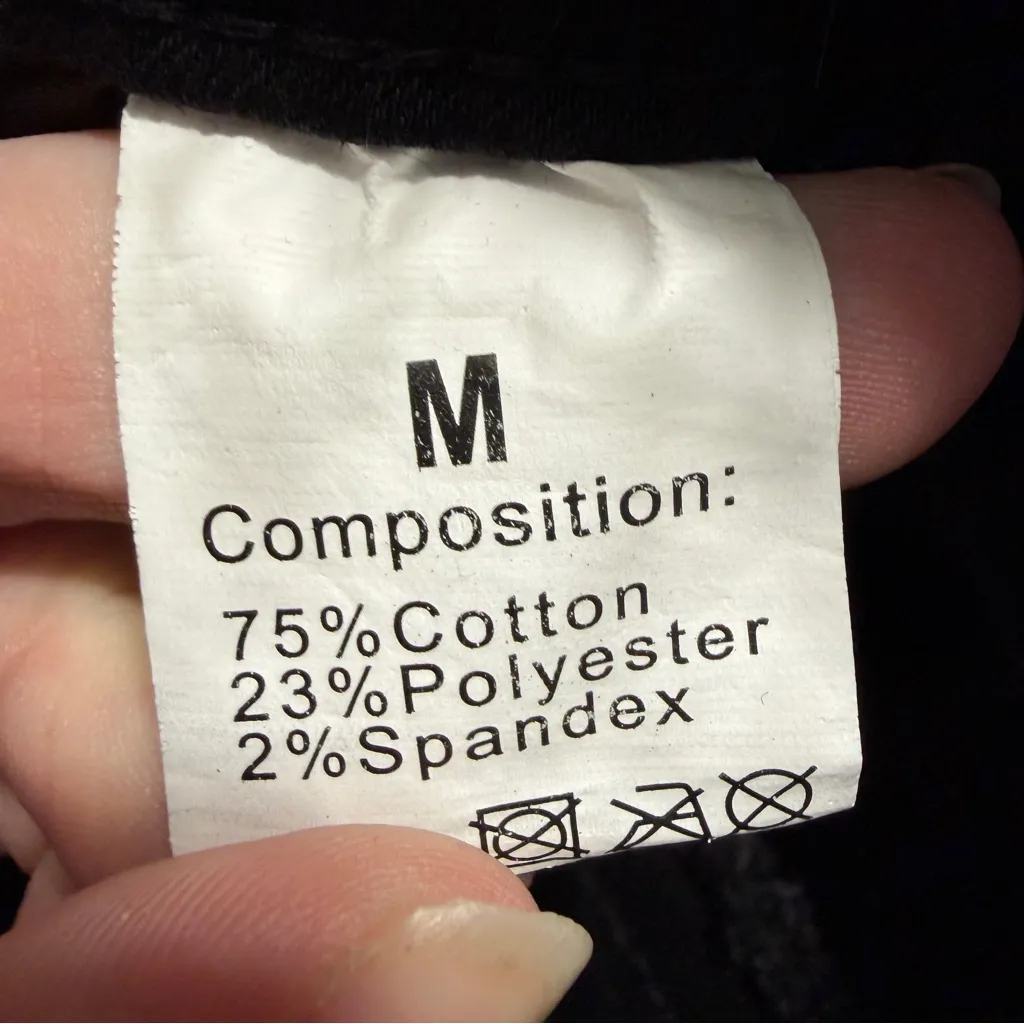 M
Composition:
75%Cotton
23%Polyester
2%Spandex